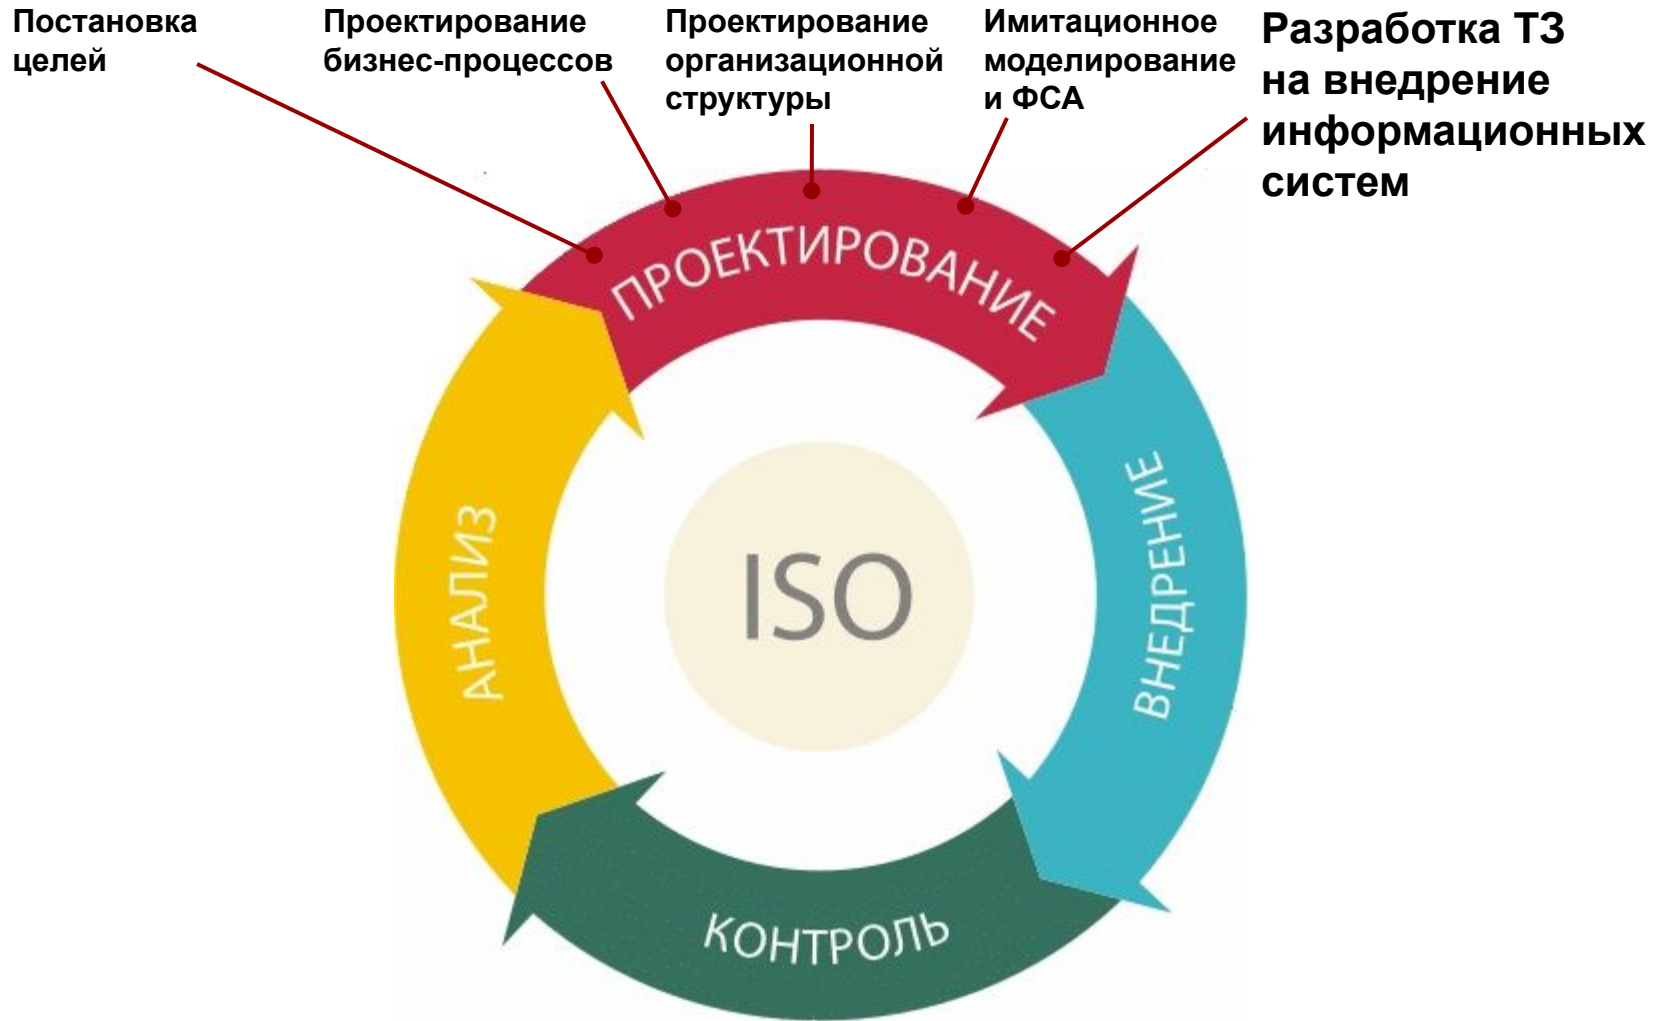 Постановка
целей
Проектирование
бизнес-процессов
Проектирование
организационной
структуры
Имитационное
моделирование
и ФСА
Разработка ТЗ
на внедрение
информационных
систем
ПРОЕКТИРОВАНИЕ
ВНЕДРЕНИЕ
КОНТРОЛЬ
АНАЛИЗ
ISO